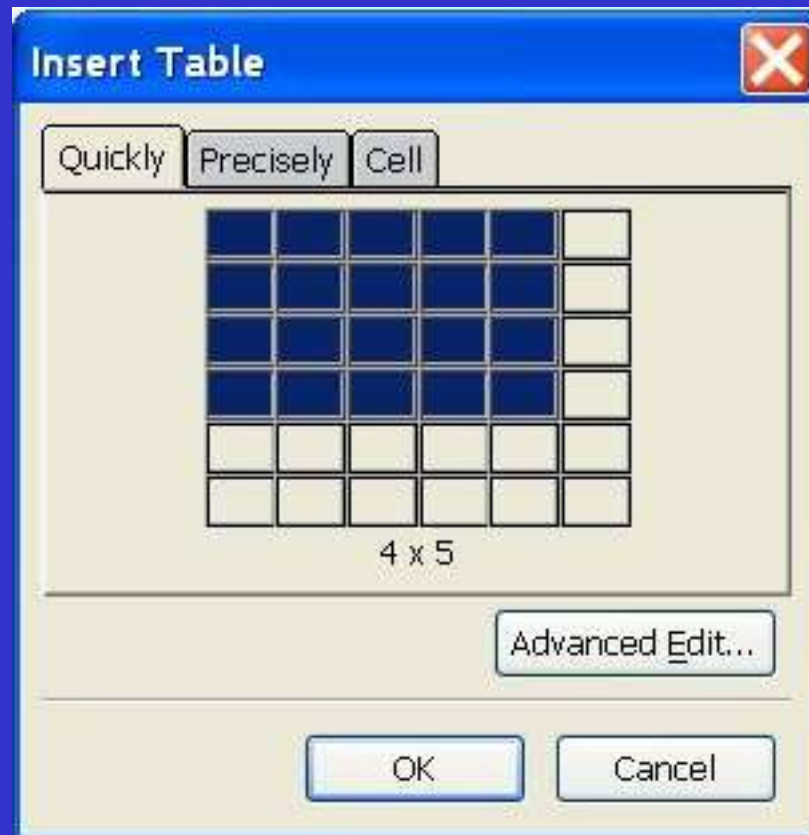 Insert Table
Quickly Precisely Cell
4 x 5
Advanced Edit...
OK Cancel